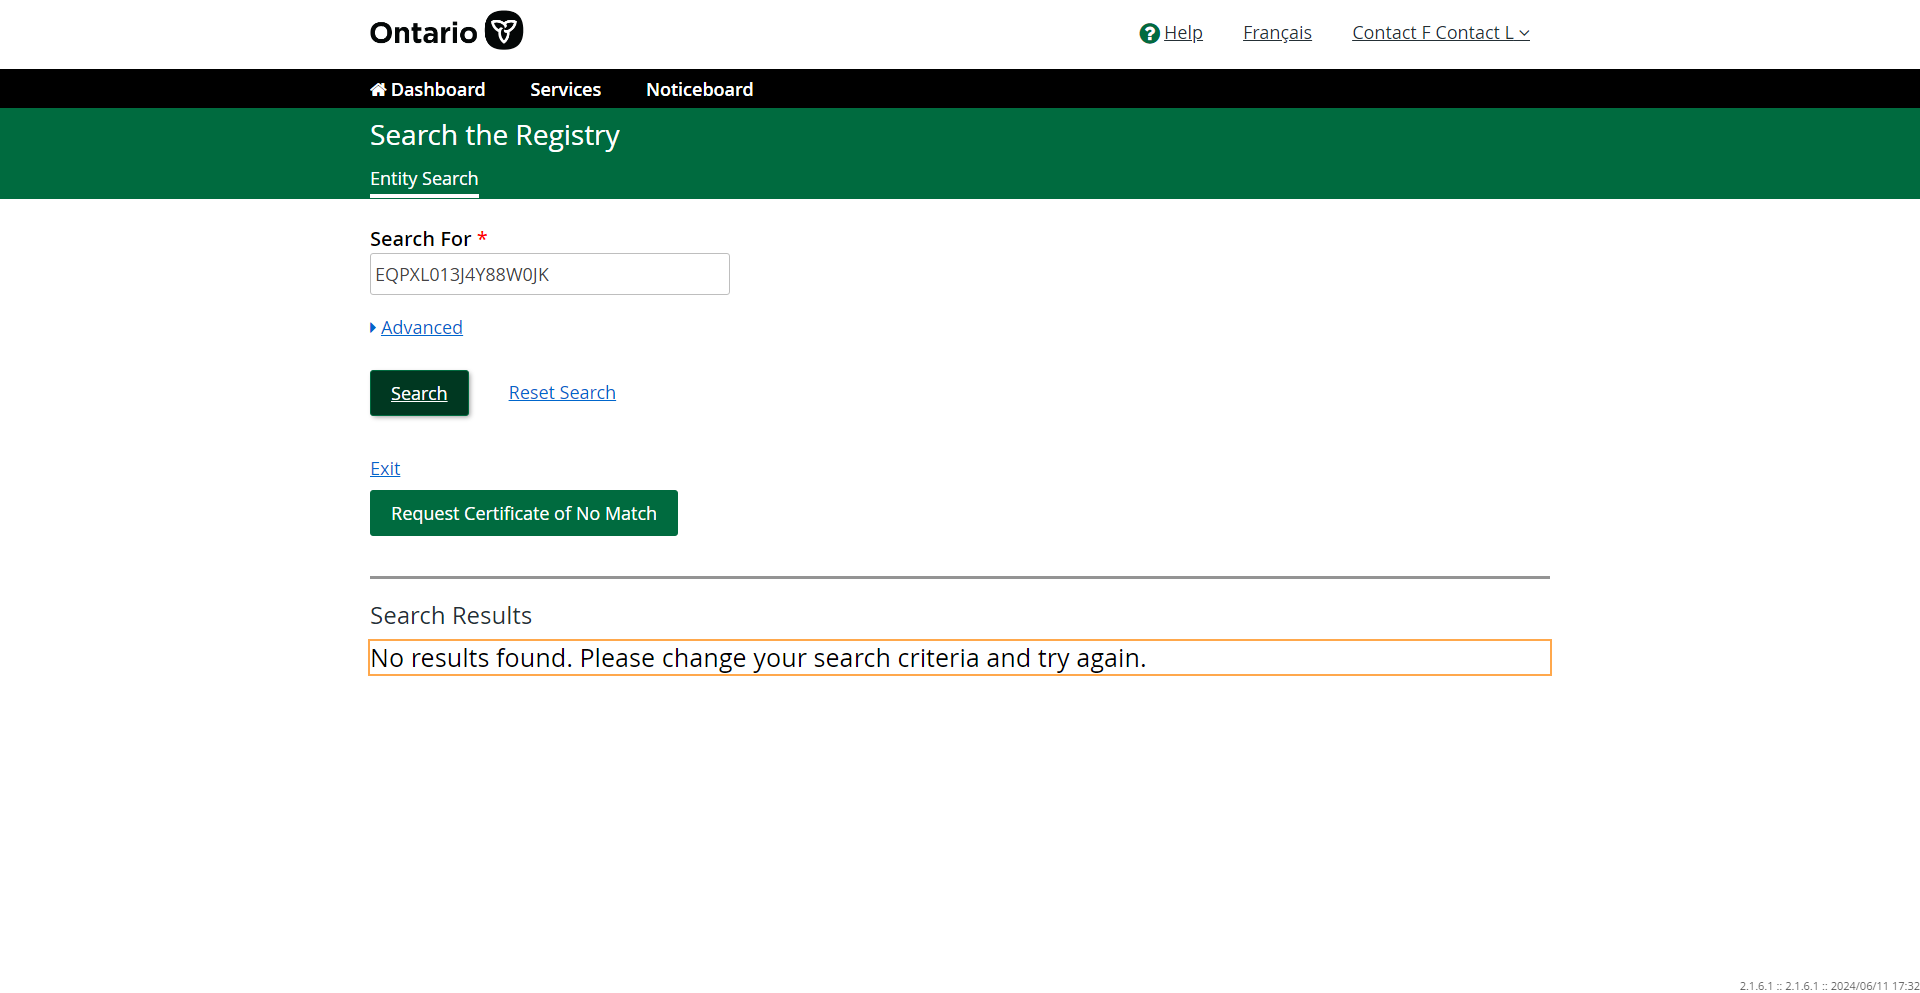 Ontario
Help Français Contact F Contact L
Dashboard Services Noticeboard
Search the Registry
Entity Search
Search For *
EQPXL013J4Y88W0JK
Advanced
Search Reset Search
Exit
Request Certificate of No Match
Search Results
No results found. Please change your search criteria and try again.
2.1.6.1 :: 2.1.6.1 :: 2024/06/11 17:32